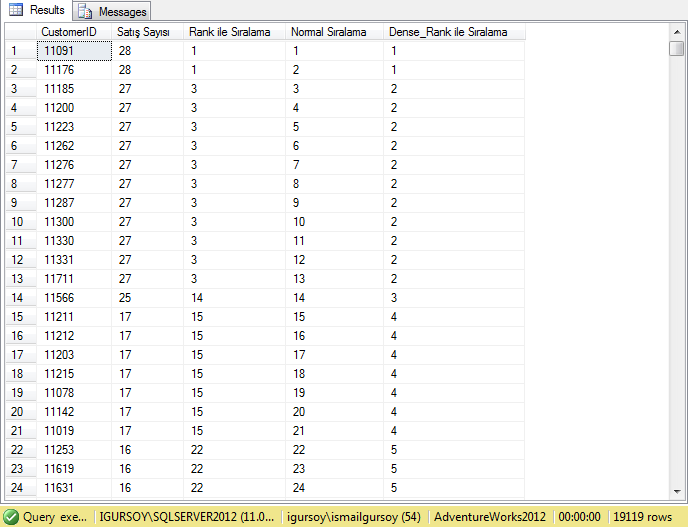 Results Messages
CustomerID Satış Sayısı Rank ile Sıralama Normal Sıralama Dense_Rank ile Sıralama
1 11091 28 1 1 1
2 11176 28 1 2 1
3 11185 27 3 3 2
4 11200 27 3 4 2
5 11223 27 3 5 2
6 11262 27 3 6 2
7 11276 27 3 7 2
8 11277 27 3 8 2
9 11287 27 3 9 2
10 11300 27 3 10 2
11 11330 27 3 11 2
12 11331 27 3 12 2
13 11711 27 3 13 2
14 11566 25 14 14 3
15 11211 17 15 15 4
16 11212 17 15 16 4
17 11203 17 15 17 4
18 11215 17 15 18 4
19 11078 17 15 19 4
20 11142 17 15 20 4
21 11019 17 15 21 4
22 11253 16 22 22 5
23 11619 16 22 23 5
24 11631 16 22 24 5
Query exe... IGURSOY\SQLSERVER2012 (11.0... igursoy\ismailgursoy (54) AdventureWorks2012 00:00:00 19119 rows